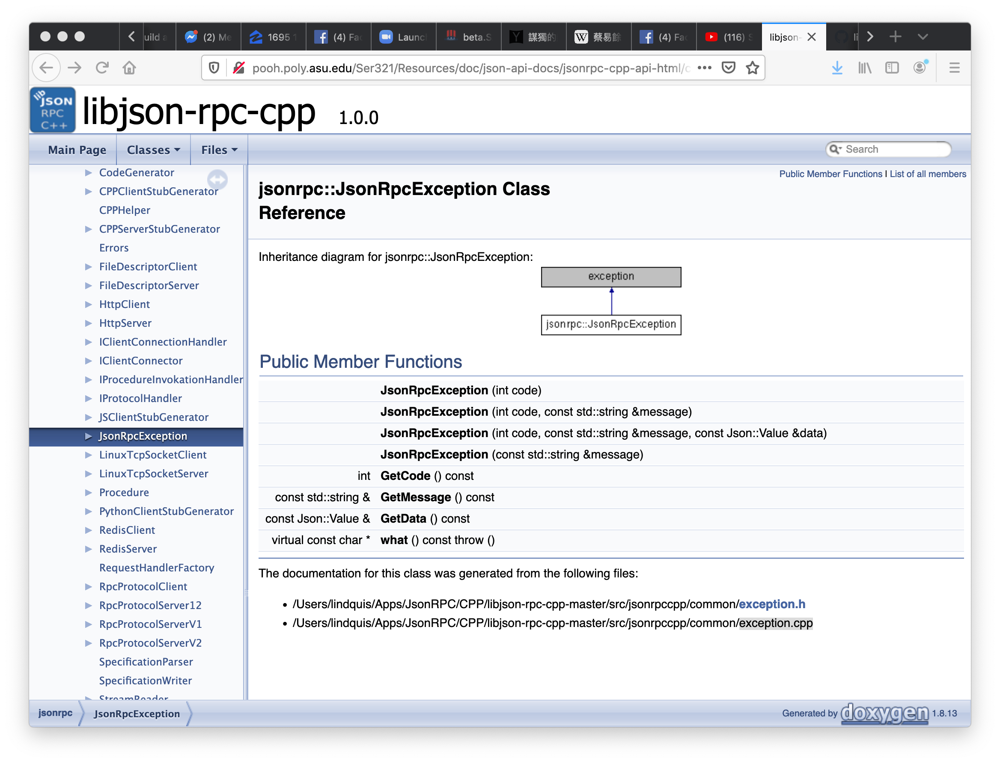 uild a
(2) Me
1695 1
(4) Fac
Launc
beta.S
謀獨的
W 蔡易餘
(4) Fac
(116) S
libjson-
li
pooh.poly.asu.edu/Ser321/Resources/doc/json-api-docs/jsonrpc-cpp-api-html/c
lib JSON RPC C++
libjson-rpc-cpp 1.0.0
Main Page Classes Files Search
CodeGenerator
CPPClientStubGenerator
CPPHelper
CPPServerStubGenerator
Errors
FileDescriptorClient
FileDescriptorServer
HttpClient
HttpServer
IClientConnectionHandler
IClientConnector
IProcedureInvokationHandler
IProtocolHandler
JSClientStubGenerator
JsonRpcException
LinuxTcpSocketClient
LinuxTcpSocketServer
Procedure
PythonClientStubGenerator
RedisClient
RedisServer
RequestHandlerFactory
RpcProtocolClient
RpcProtocolServer12
RpcProtocolServerV1
RpcProtocolServerV2
SpecificationParser
SpecificationWriter
StreamReader
Public Member Functions | List of all members
jsonrpc::JsonRpcException Class
Reference
Inheritance diagram for jsonrpc::JsonRpcException:
exception
jsonrpc::JsonRpcException
Public Member Functions
JsonRpcException (int code)
JsonRpcException (int code, const std::string &message)
JsonRpcException (int code, const std::string &message, const Json::Value &data)
JsonRpcException (const std::string &message)
int GetCode () const
const std::string & GetMessage () const
const Json::Value & GetData () const
virtual const char * what () const throw ()
The documentation for this class was generated from the following files:
• /Users/lindquis/Apps/JsonRPC/CPP/libjson-rpc-cpp-master/src/jsonrpccpp/common/exception.h
• /Users/lindquis/Apps/JsonRPC/CPP/libjson-rpc-cpp-master/src/jsonrpccpp/common/exception.cpp
jsonrpc JsonRpcException
Generated by doxygen 1.8.13